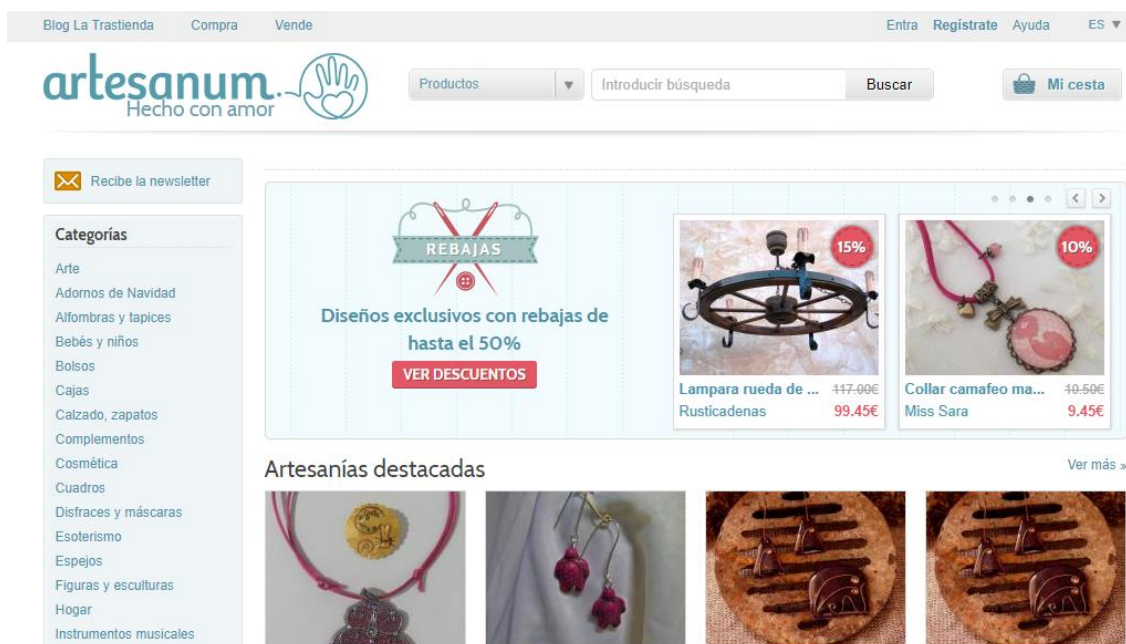 Blog La Trastienda Compra Vende Entra Regístrate Ayuda ES
artesanum
Hecho con amor
Productos Introducir búsqueda Buscar Mi cesta
Recibe la newsletter
Categorías
Arte
Adornos de Navidad
Alfombras y tapices
Bebès y niños
Bolsos
Cajas
Calzado, zapatos
Complementos
Cosmética
Cuadros
Disfraces y máscaras
Esoterismo
Espejos
Figuras y esculturas
Hogar
Instrumentos musicales
REBAJAS
Diseños exclusivos con rebajas de
hasta el 50%
VER DESCUENTOS
15%
Lampara rueda de ... 117.00€
Rusticadenas 99.45€
10%
Collar camafeo ma... 10.50€
Miss Sara 9.45€
Artesanías destacadas Ver más »